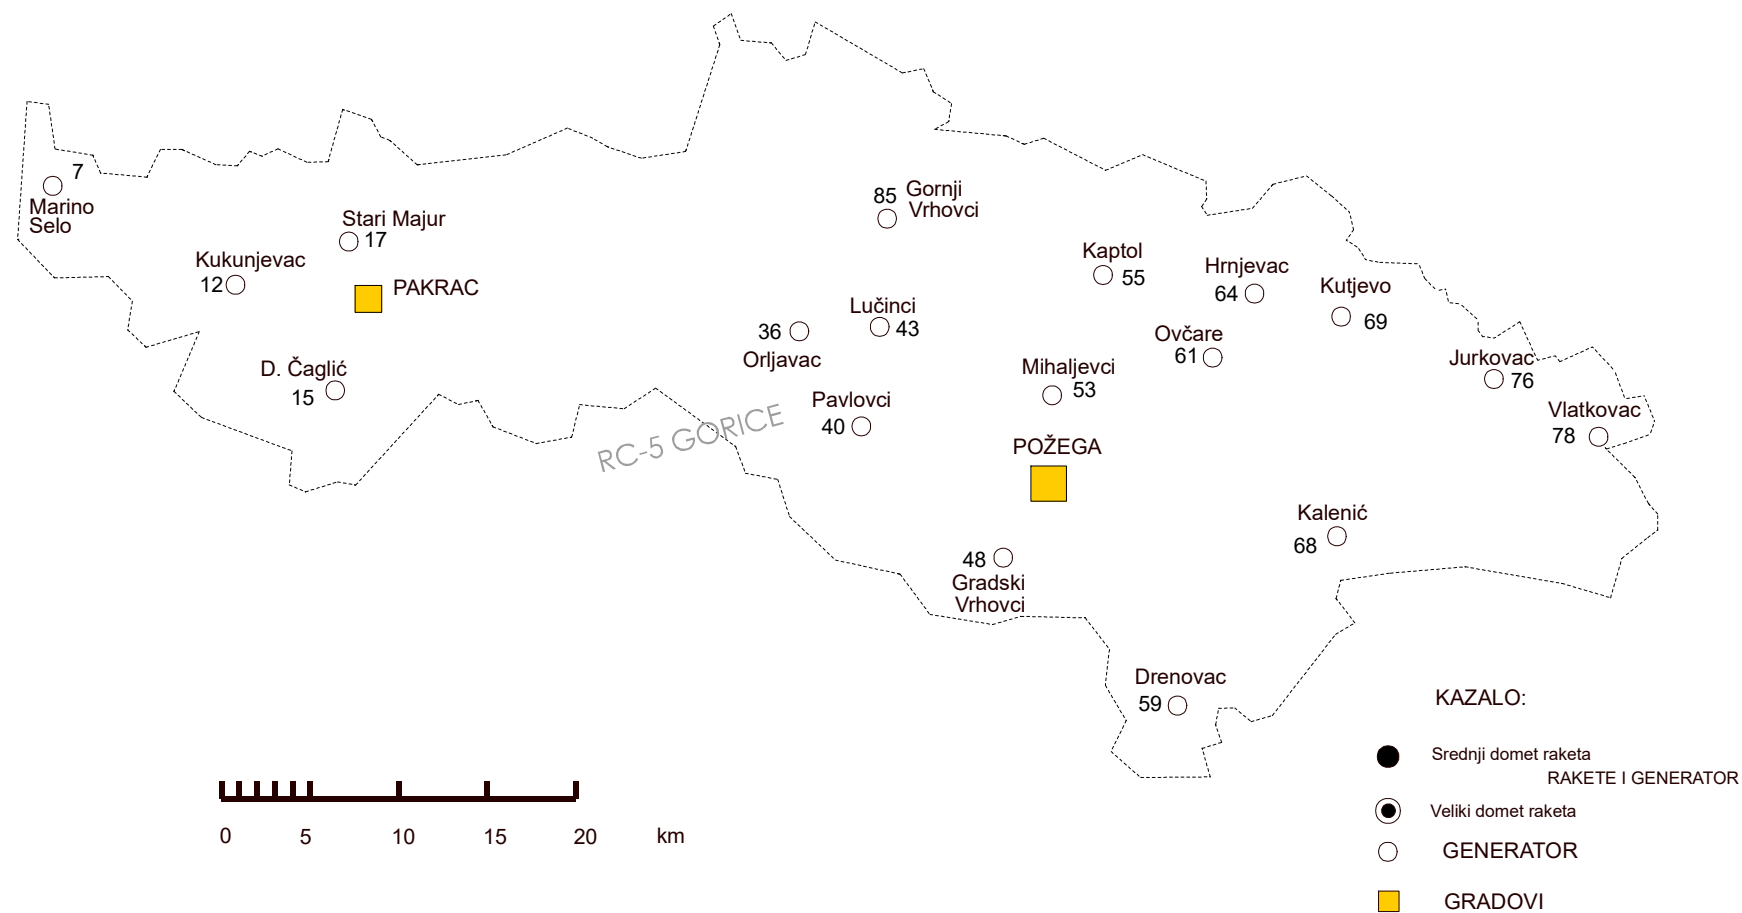 7
Marino
Selo
Stari Majur
17
Kukunjevac
12
PAKRAC
D. Čaglić
15
85
Gornji
Vrhovci
Kaptol
55
Hrnjevac
64
Kutjevo
69
Lučinci
43
36
Orljavac
Ovčare
61
Mihaljevci
53
Jurkovac
76
Pavlovci
40
Vlatkovac
78
RC-5 GORICE
POŽEGA
Kalenić
68
48
Gradski
Vrhovci
Drenovac
59
KAZALO:
Srednji domet raketa
RAKETE I GENERATOR
Veliki domet raketa
GENERATOR
GRADOVI
0 5 10 15 20 km